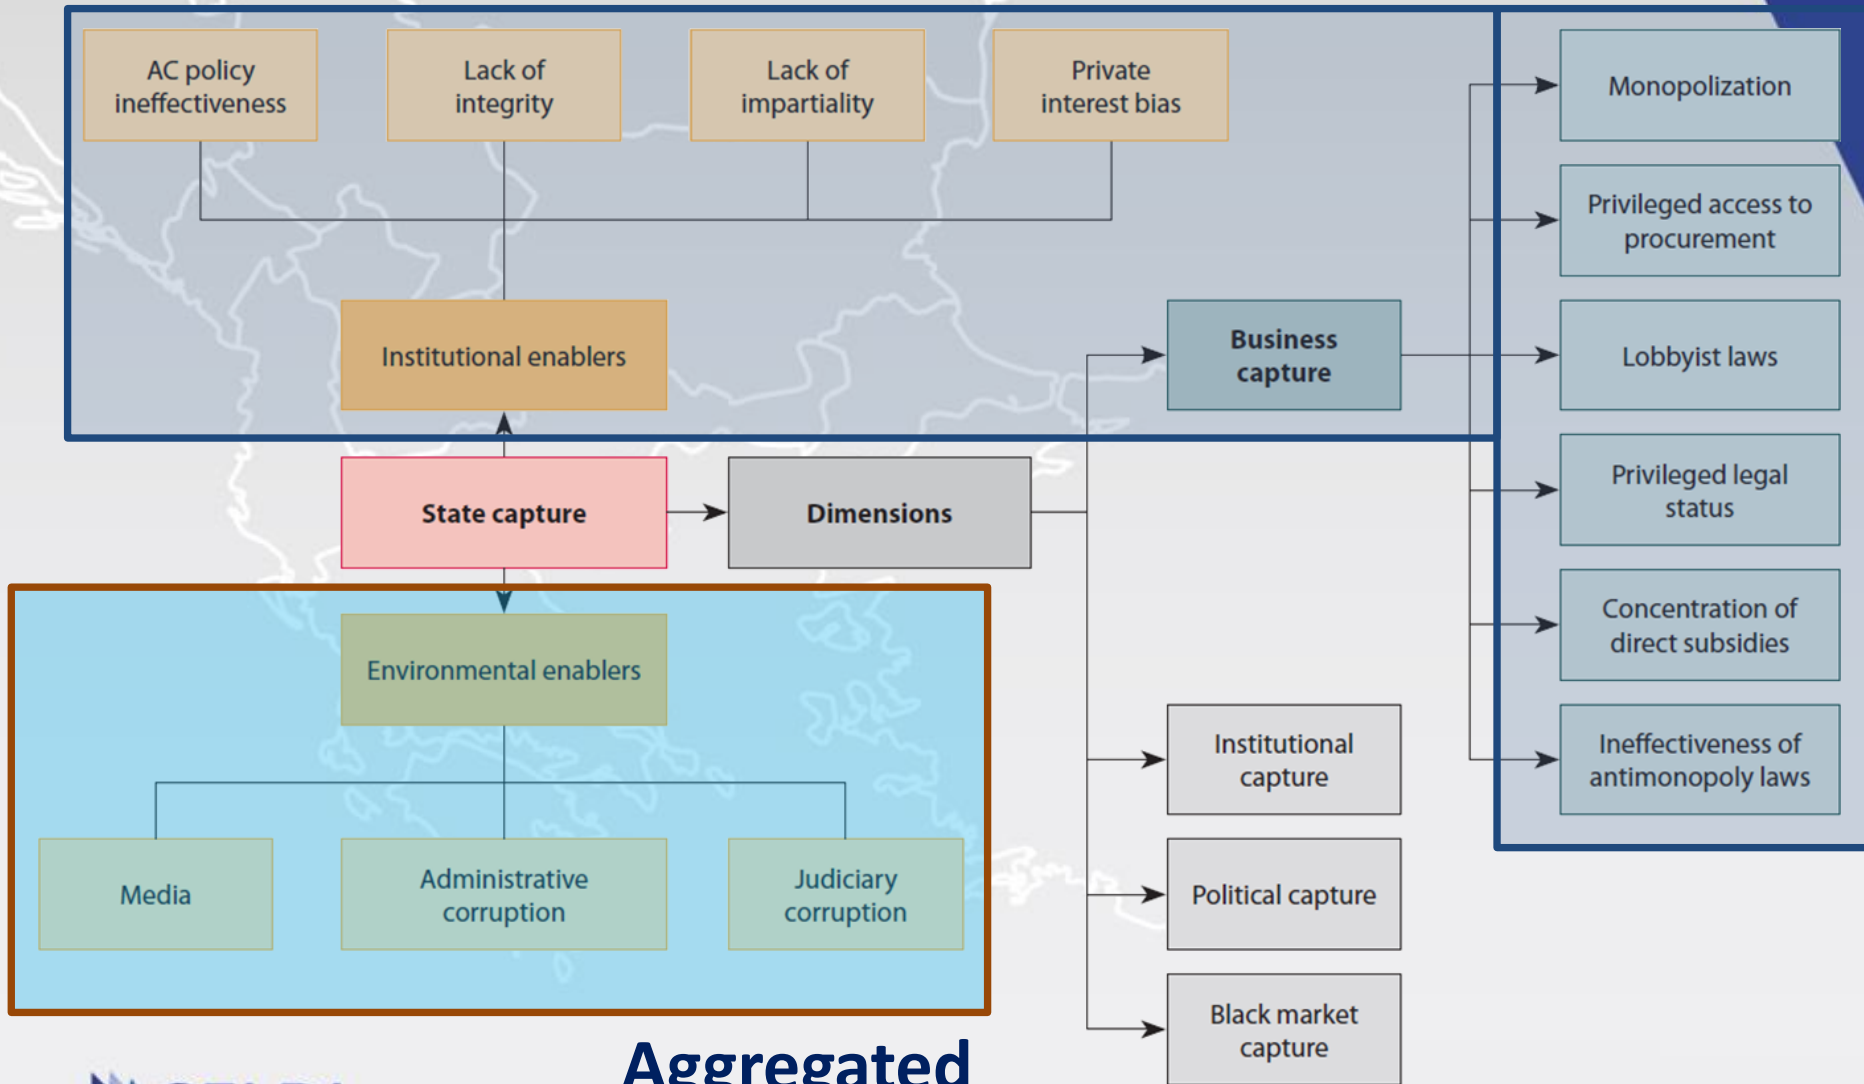 AC policy
ineffectiveness
Lack of
integrity
Lack of
impartiality
Private
interest bias
Monopolization
Privileged access to
procurement
Institutional enablers
Business
capture
Lobbyist laws
State capture
Dimensions
Privileged legal
status
Concentration of
direct subsidies
Environmental enablers
Institutional
capture
Ineffectiveness of
antimonopoly laws
Media
Administrative
corruption
Judiciary
corruption
Political capture
Black market
capture
Aggregated